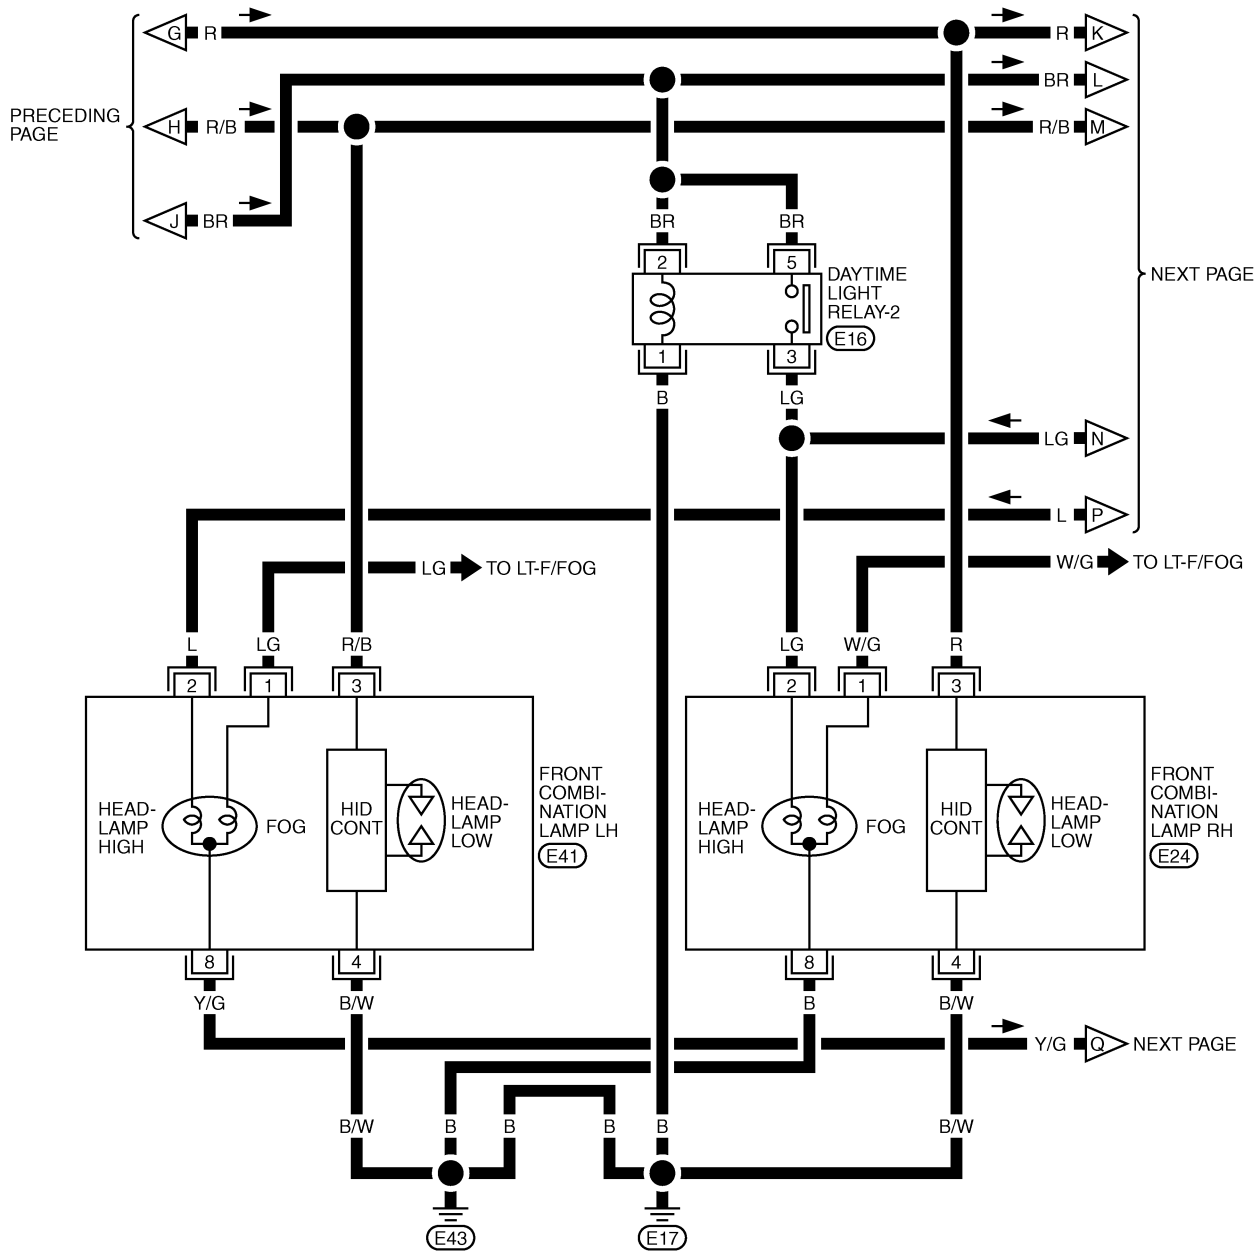 G R R K
BR L
PRECEDING
PAGE
H R/B R/B M
J BR BR BR
2 5
DAYTIME
LIGHT
RELAY-2
E16
NEXT PAGE
1 3
B LG
LG N
L P
LG TO LT-F/FOG
W/G TO LT-F/FOG
L LG R/B LG W/G R
2 1 3 2 1 3
HEAD-
LAMP
HIGH
FOG
HID
CONT
HEAD-
LAMP
LOW
FRONT
COMBI-
NATION
LAMP LH
E41
HEAD-
LAMP
HIGH
FOG
HID
CONT
HEAD-
LAMP
LOW
FRONT
COMBI-
NATION
LAMP RH
E24
8 4 8 4
Y/G B/W B B/W
Y/G Q NEXT PAGE
B/W B B B B B/W
E43 E17